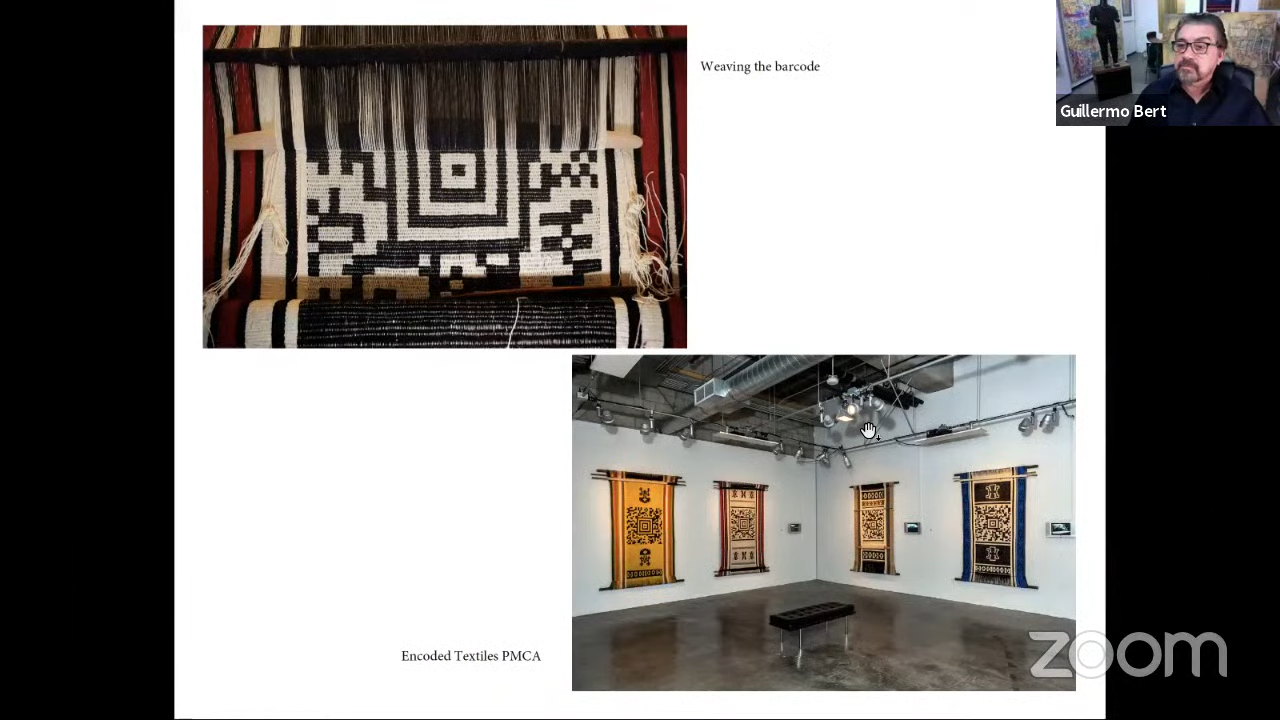 Weaving the barcode
Guillermo Bert
Encoded Textiles PMCA
zoom